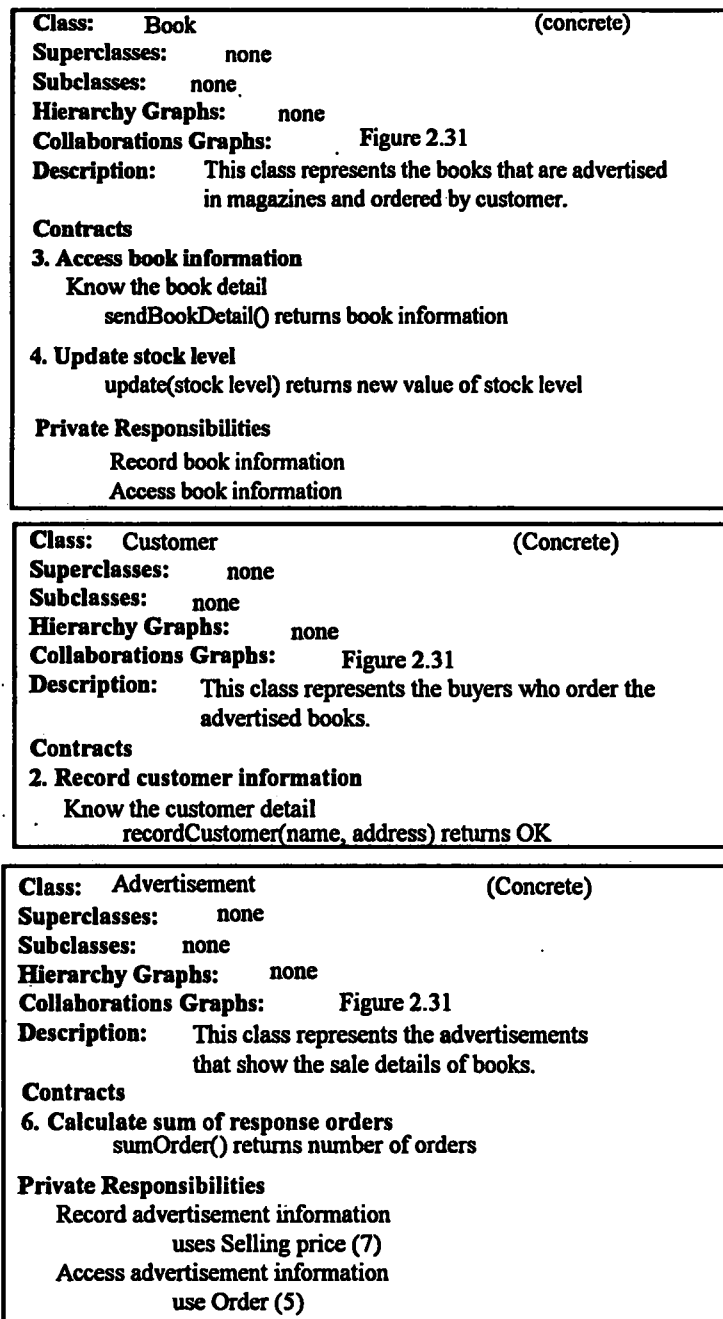 Class: Book (concrete)
Superclasses: none
Subclasses: none
Hierarchy Graphs: none
Collaborations Graphs: Figure 2.31
Description: This class represents the books that are advertised
in magazines and ordered by customer.
Contracts
3. Access book information
Know the book detail
sendBookDetail() returns book information
4. Update stock level
update(stock level) returns new value of stock level
Private Responsibilities
Record book information
Access book information
Class: Customer (Concrete)
Superclasses: none
Subclasses: none
Hierarchy Graphs: none
Collaborations Graphs: Figure 2.31
Description: This class represents the buyers who order the
advertised books.
Contracts
2. Record customer information
Know the customer detail
recordCustomer(name, address) returns OK
Class: Advertisement (Concrete)
Superclasses: none
Subclasses: none
Hierarchy Graphs: none
Collaborations Graphs: Figure 2.31
Description: This class represents the advertisements
that show the sale details of books.
Contracts
6. Calculate sum of response orders
sumOrder() returns number of orders
Private Responsibilities
Record advertisement information
uses Selling price (7)
Access advertisement information
use Order (5)